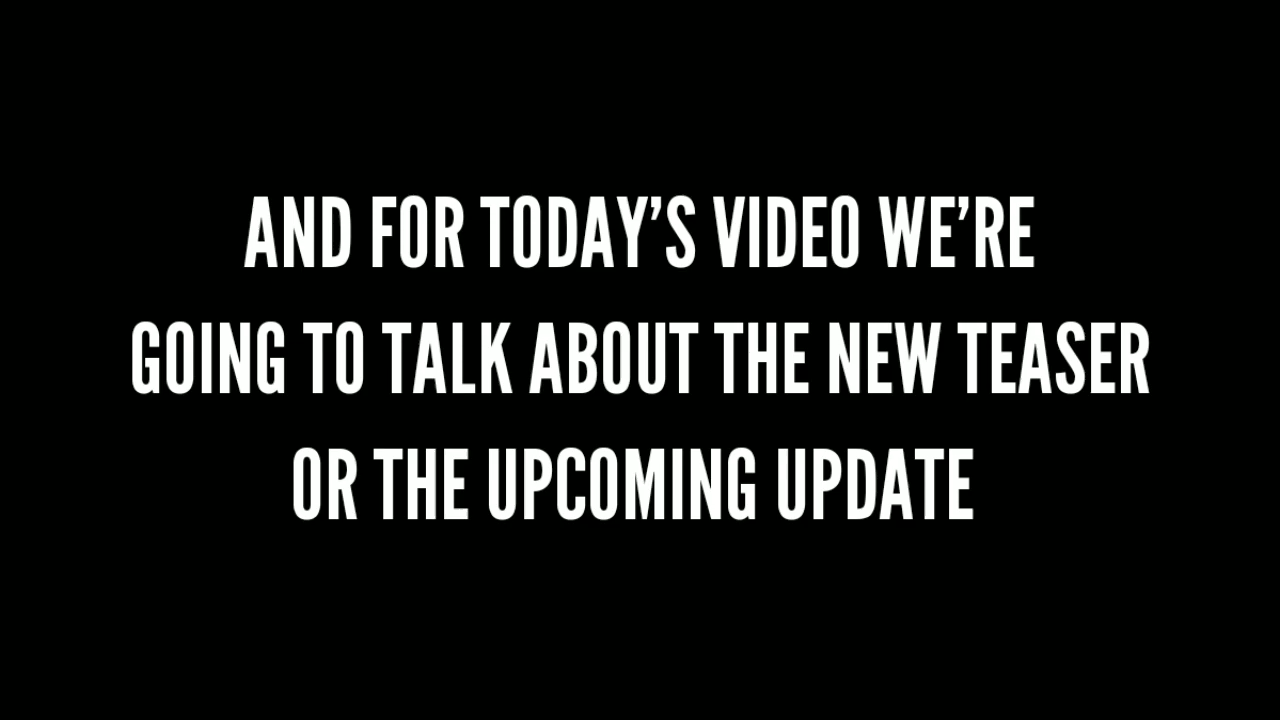 AND FOR TODAY’S VIDEO WE’RE
GOING TO TALK ABOUT THE NEW TEASER
OR THE UPCOMING UPDATE